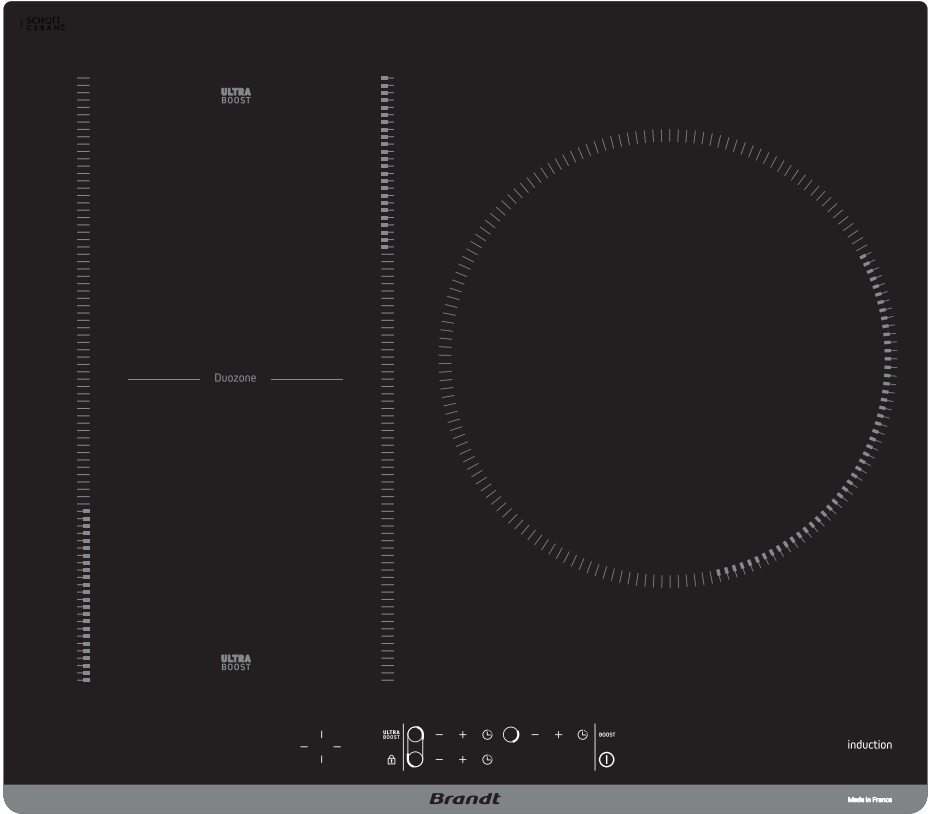 SCHOTT
CERAN®
ULTRA
BOOST
Duozone
ULTRA
BOOST
ULTRA
BOOST
− + − + BOOST
− +
induction
Brandt
Made in France